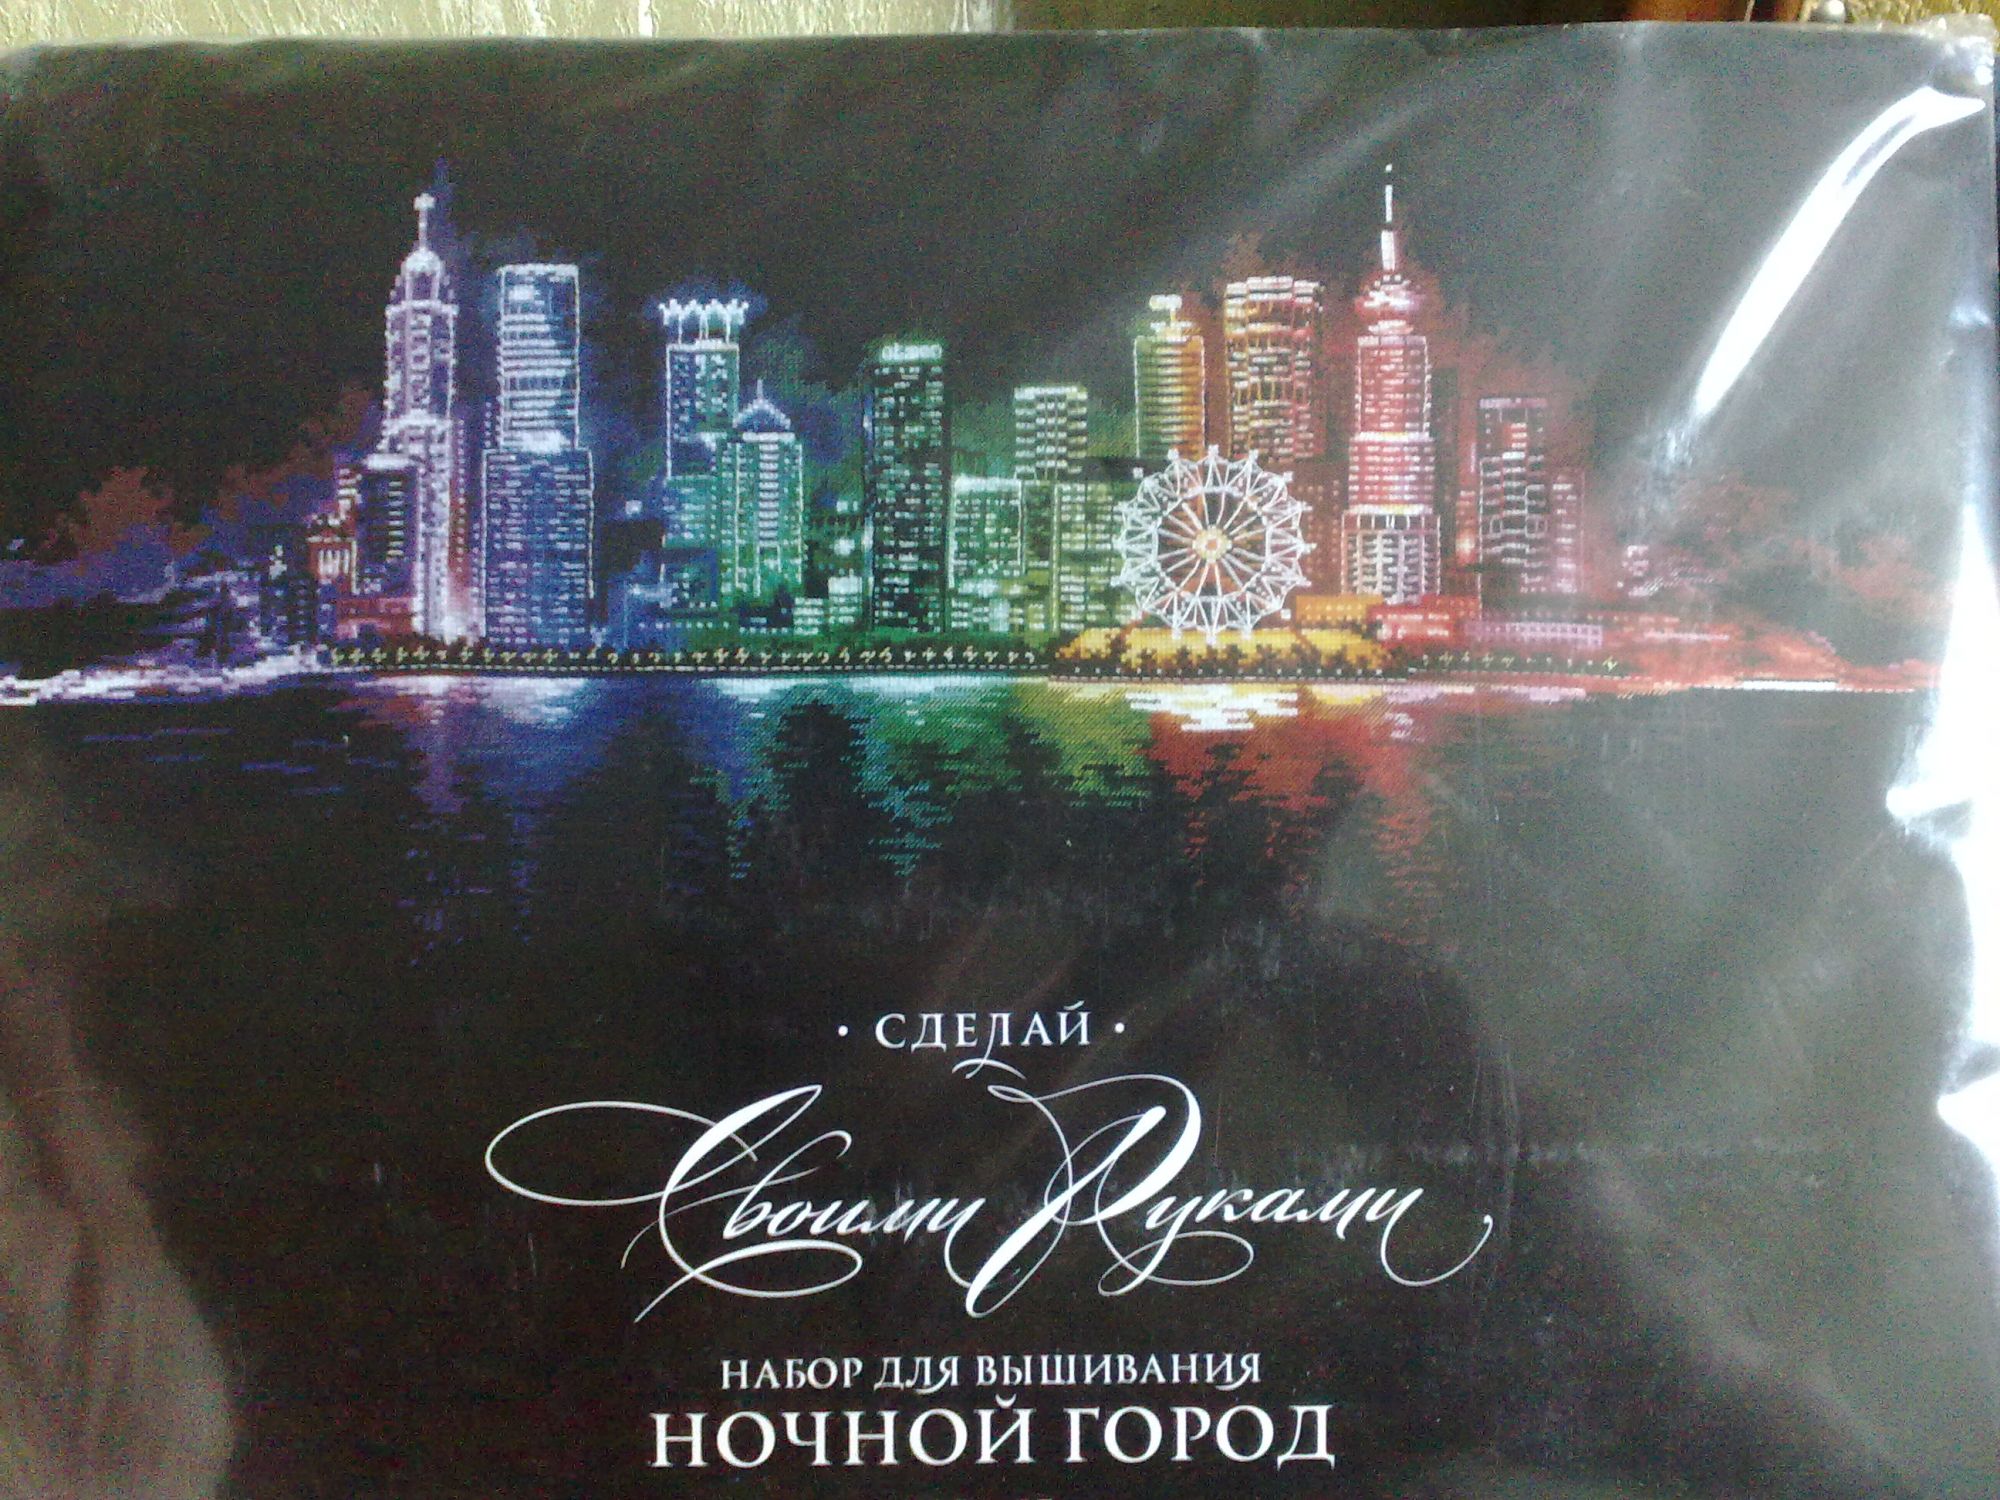 · СДЕЛАЙ ·
Своими Руками
НАБОР ДЛЯ ВЫШИВАНИЯ
НОЧНОЙ ГОРОД